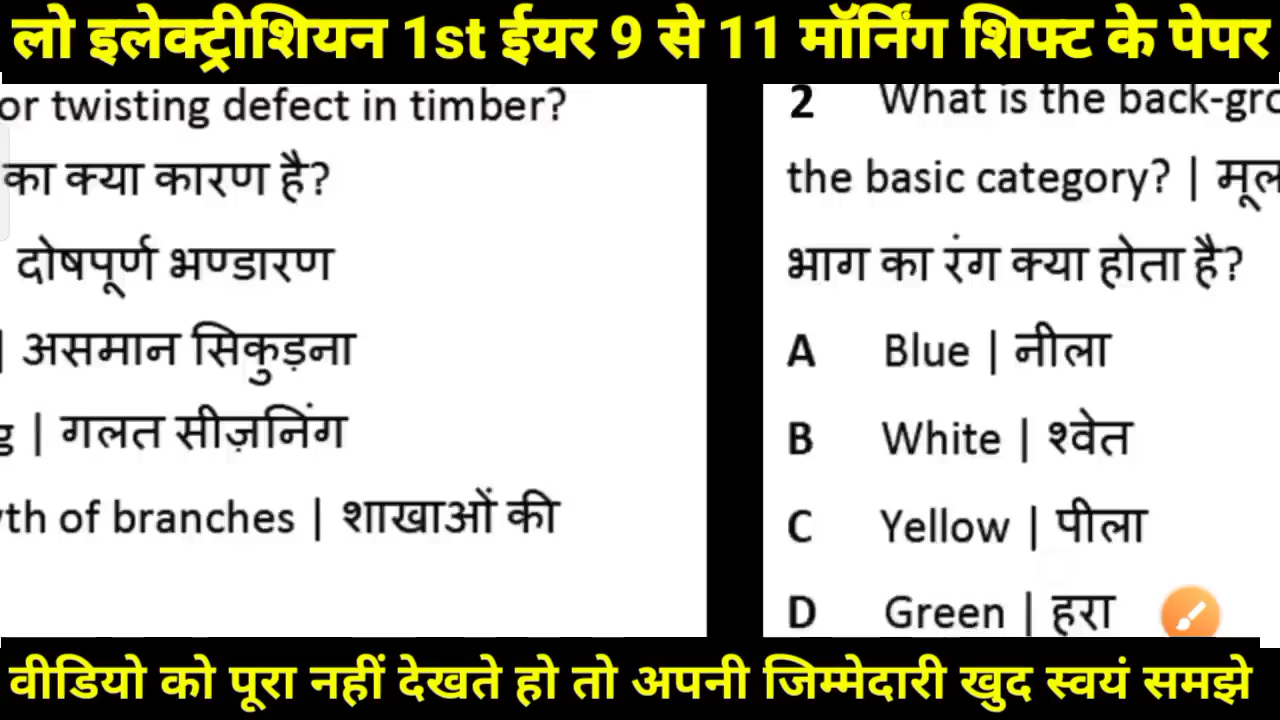 लो इलेक्ट्रीशियन 1st ईयर 9 से 11 मॉर्निंग शिफ्ट के पेपर
or twisting defect in timber?
का क्या कारण है?
दोषपूर्ण भण्डारण
| असमान सिकुड़ना
g | गलत सीज़निंग
th of branches | शाखाओं की
2 What is the back-gro
the basic category? | मूल
भाग का रंग क्या होता है?
A Blue | नीला
B White | श्वेत
C Yellow | पीला
D Green | हरा
वीडियो को पूरा नहीं देखते हो तो अपनी जिम्मेदारी खुद स्वयं समझे